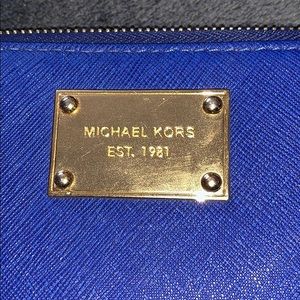 MICHAEL KORS
EST. 1981